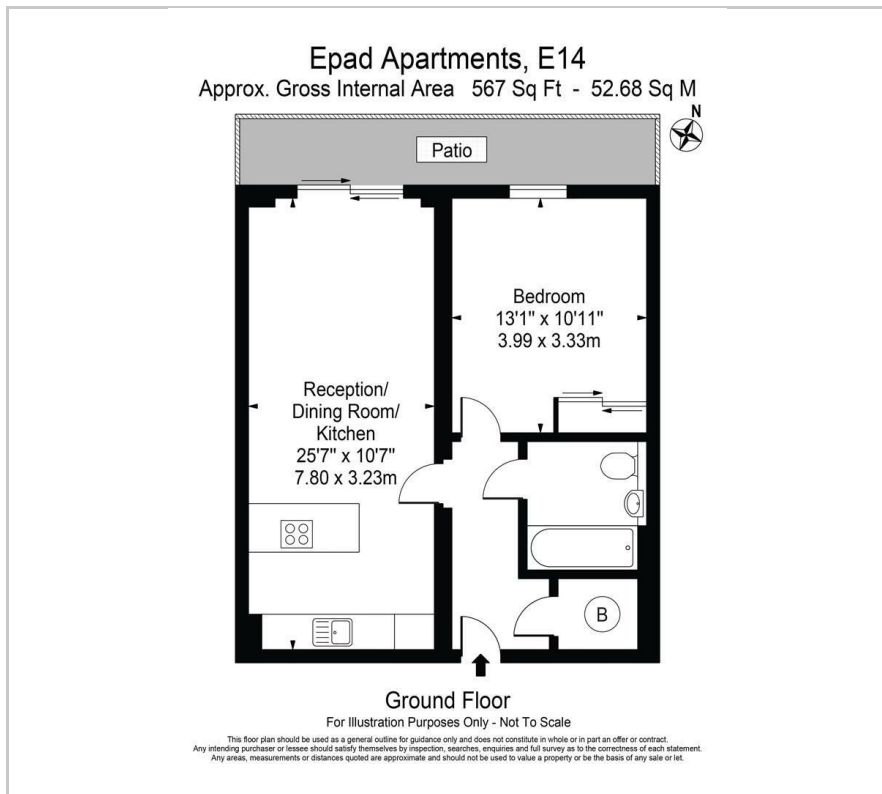 Epad Apartments, E14
Approx. Gross Internal Area 567 Sq Ft - 52.68 Sq M
N
Patio
Bedroom
13'1" x 10'11"
3.99 x 3.33m
Reception/
Dining Room/
Kitchen
25'7" x 10'7"
7.80 x 3.23m
B
Ground Floor
For Illustration Purposes Only - Not To Scale
This floor plan should be used as a general outline for guidance only and does not constitute in whole or in part an offer or contract.
Any intending purchaser or lessee should satisfy themselves by inspection, searches, enquiries and full survey as to the correctness of each statement.
Any areas, measurements or distances quoted are approximate and should not be used to value a property or be the basis of any sale or let.